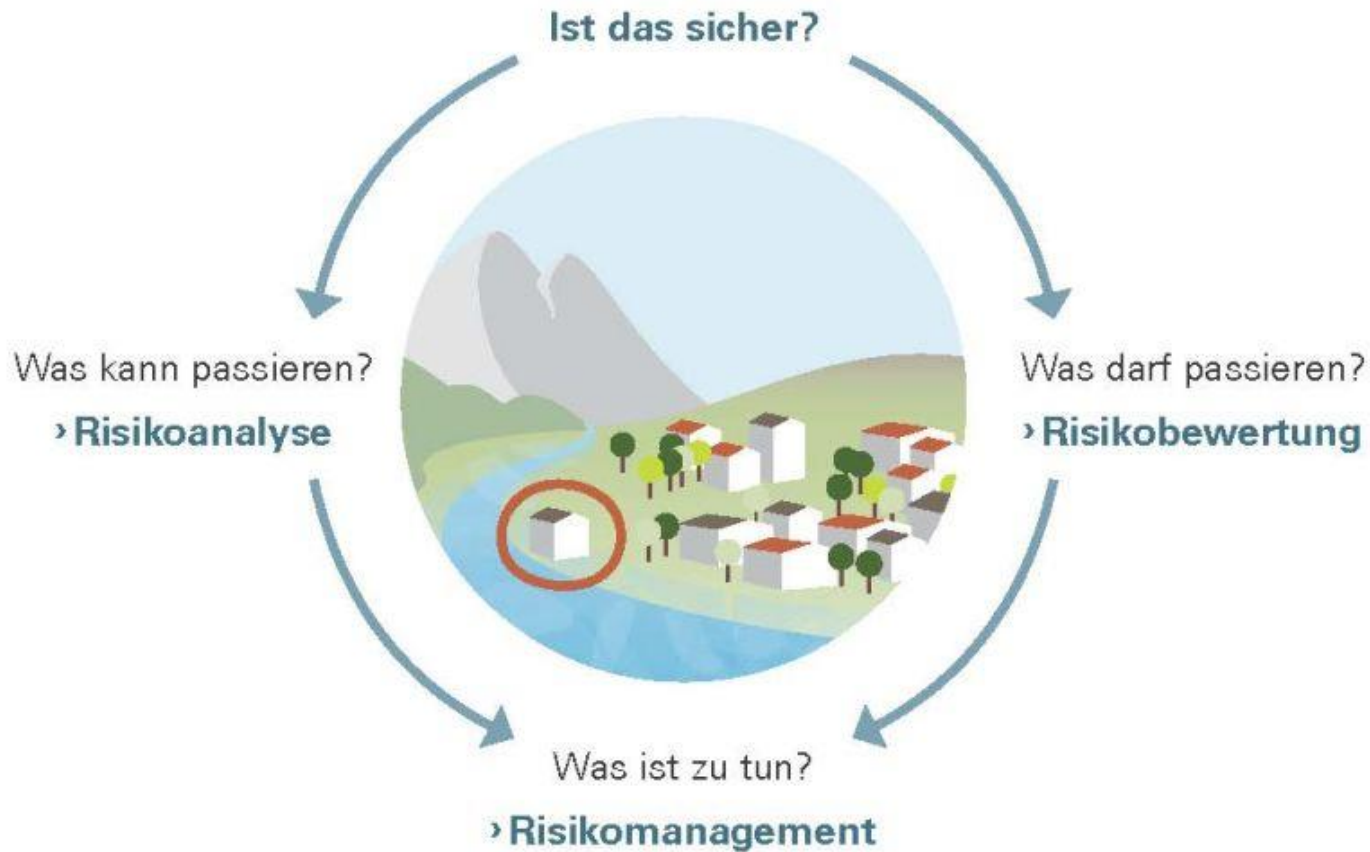 Ist das sicher?
Was kann passieren?
› Risikoanalyse
Was darf passieren?
› Risikobewertung
Was ist zu tun?
› Risikomanagement